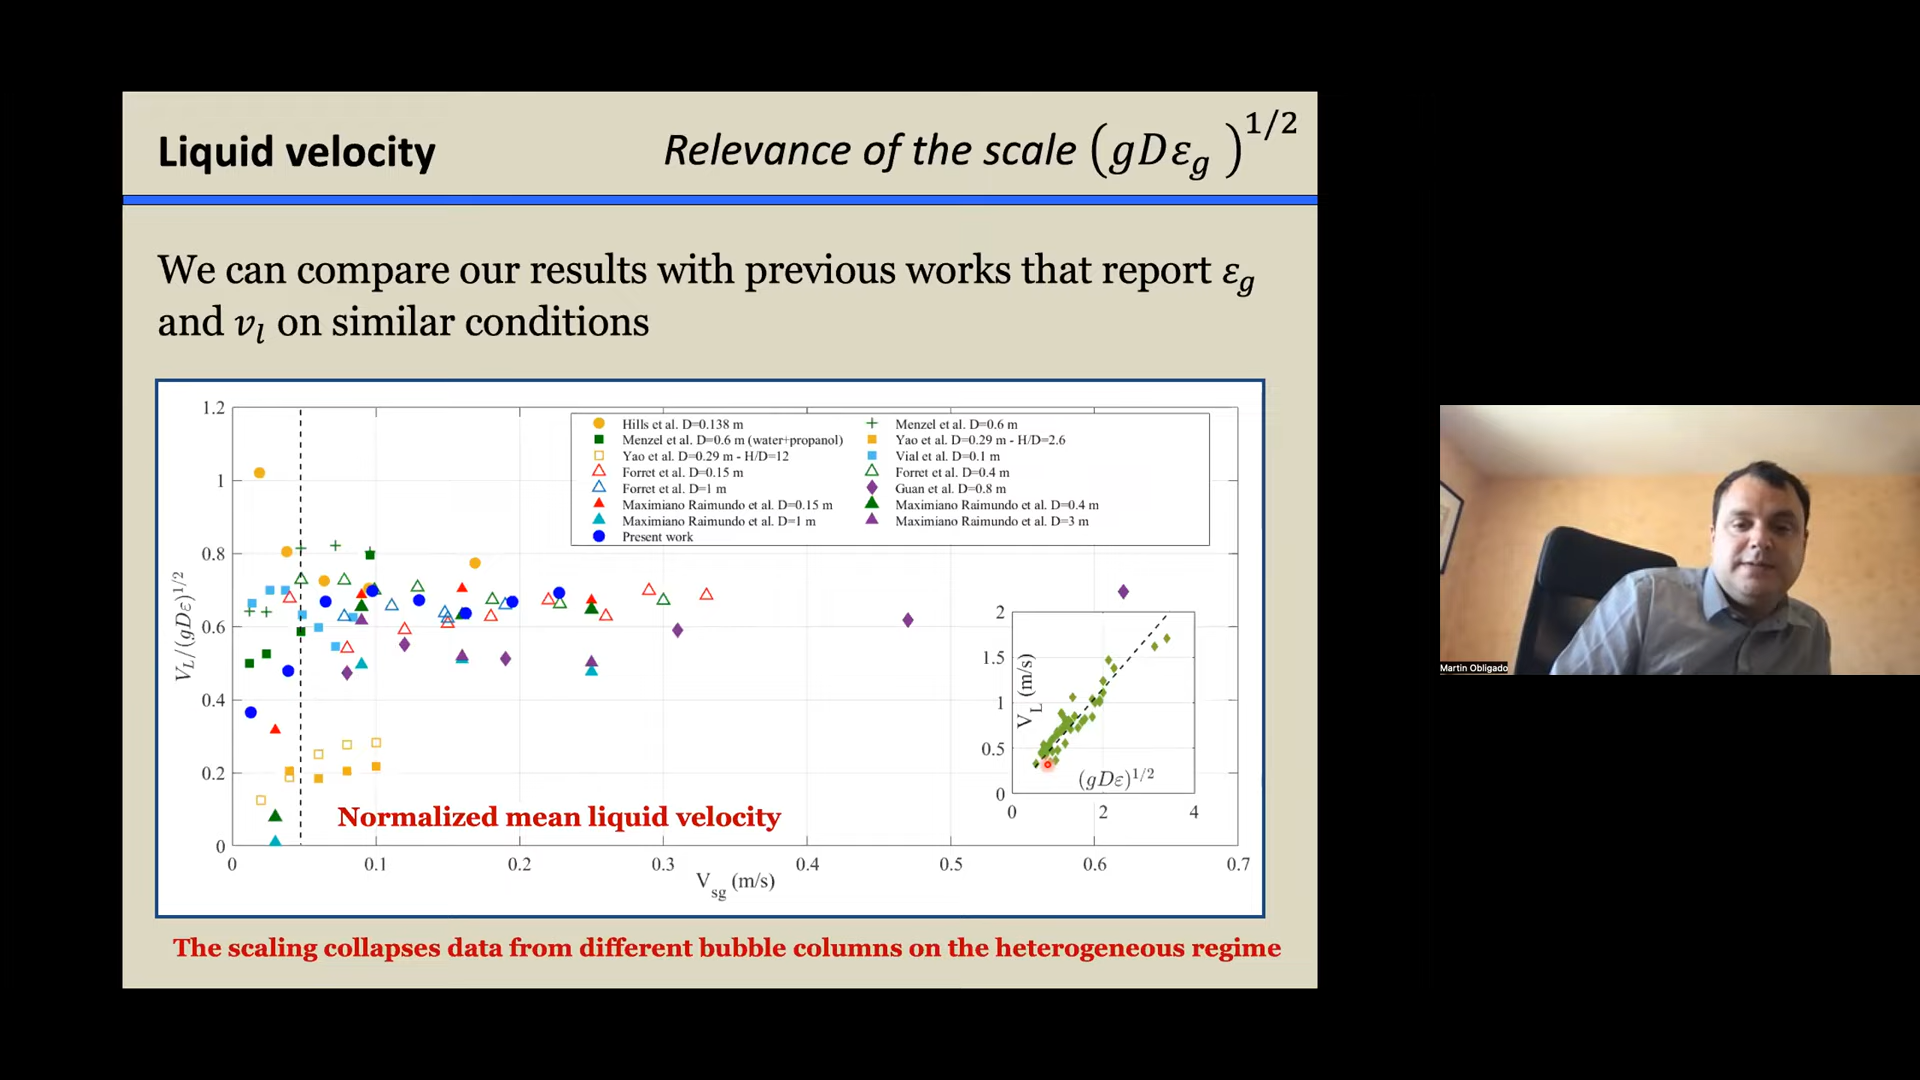 Liquid velocity
Relevance of the scale (gDε_g)^{1/2}
We can compare our results with previous works that report ε_g
and v_l on similar conditions
V_L/(gDε)^{1/2}
1.2
1
0.8
0.6
0.4
0.2
0
0 0.1 0.2 0.3 0.4 0.5 0.6 0.7
V_sg (m/s)
Hills et al. D=0.138 m
Menzel et al. D=0.6 m (water+propanol)
Yao et al. D=0.29 m - H/D=12
Forret et al. D=0.15 m
Forret et al. D=1 m
Maximiano Raimundo et al. D=0.15 m
Maximiano Raimundo et al. D=1 m
Present work
Menzel et al. D=0.6 m
Yao et al. D=0.29 m - H/D=2.6
Vial et al. D=0.1 m
Forret et al. D=0.4 m
Guan et al. D=0.8 m
Maximiano Raimundo et al. D=0.4 m
Maximiano Raimundo et al. D=3 m
V_L (m/s)
2
1.5
1
0.5
0
(gDε)^{1/2}
0 2 4
Normalized mean liquid velocity
The scaling collapses data from different bubble columns on the heterogeneous regime
Martin Obligado